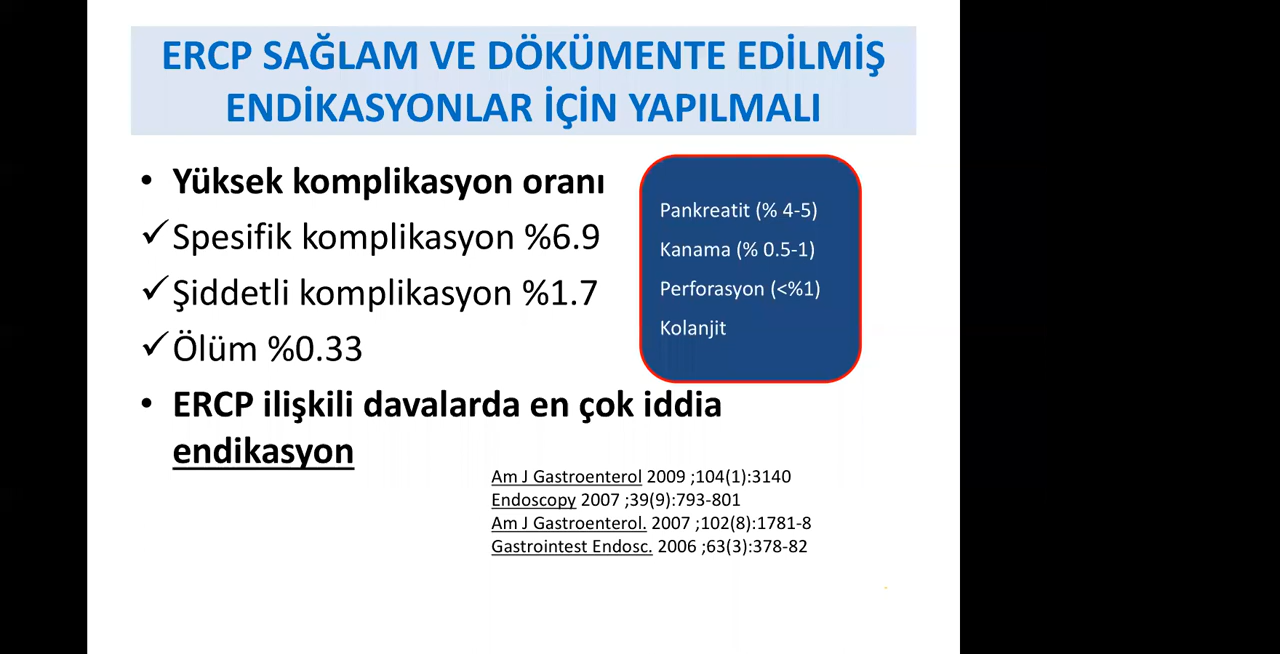 ERCP SAĞLAM VE DÖKÜMENTE EDİLMİŞ
ENDİKASYONLAR İÇİN YAPILMALI
• Yüksek komplikasyon oranı
✓Spesifik komplikasyon %6.9
✓Şiddetli komplikasyon %1.7
✓Ölüm %0.33
• ERCP ilişkili davalarda en çok iddia
endikasyon
Pankreatit (% 4-5)
Kanama (% 0.5-1)
Perforasyon (<%1)
Kolanjit
Am J Gastroenterol 2009 ;104(1):3140
Endoscopy 2007 ;39(9):793-801
Am J Gastroenterol. 2007 ;102(8):1781-8
Gastrointest Endosc. 2006 ;63(3):378-82